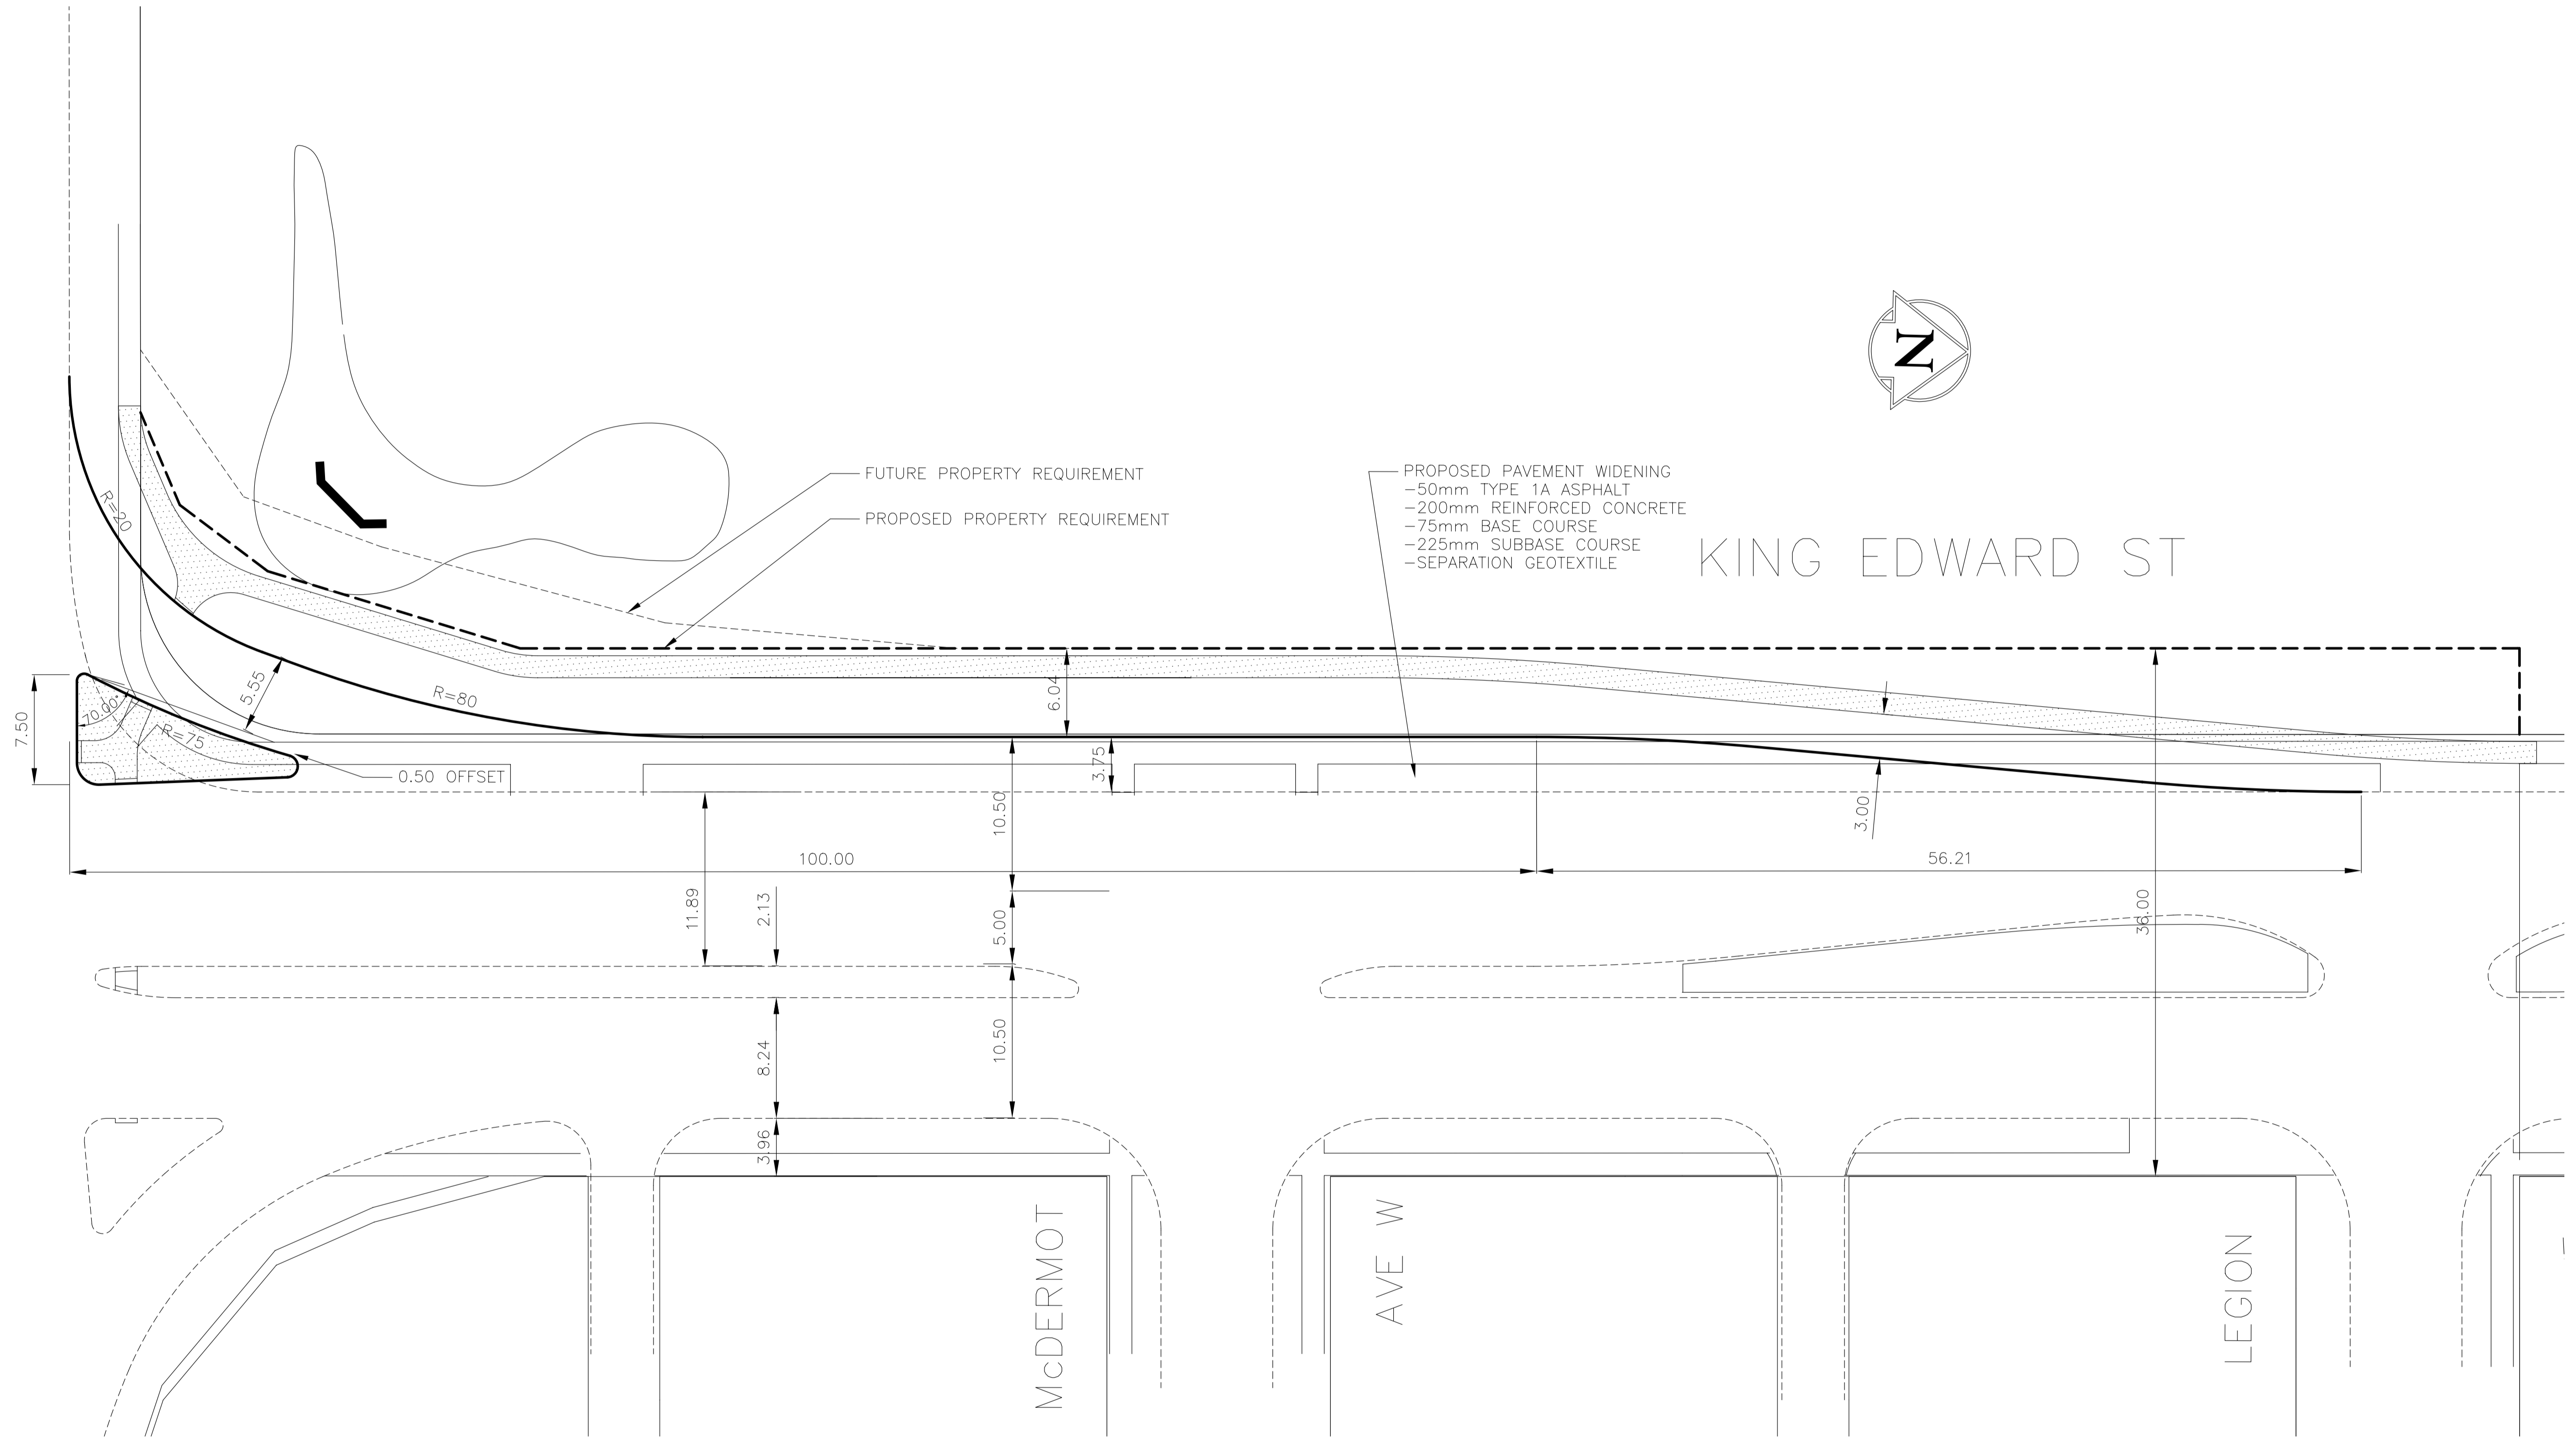 N
FUTURE PROPERTY REQUIREMENT
PROPOSED PROPERTY REQUIREMENT
PROPOSED PAVEMENT WIDENING
-50mm TYPE 1A ASPHALT
-200mm REINFORCED CONCRETE
-75mm BASE COURSE
-225mm SUBBASE COURSE
-SEPARATION GEOTEXTILE
KING EDWARD ST
R=20
5.55
R=80
6.04
7.50
70.00°
R=75
0.50 OFFSET
3.75
10.50
3.00
100.00
56.21
11.89
2.13
5.00
36.00
8.24
10.50
3.96
McDERMOT
AVE W
LEGION